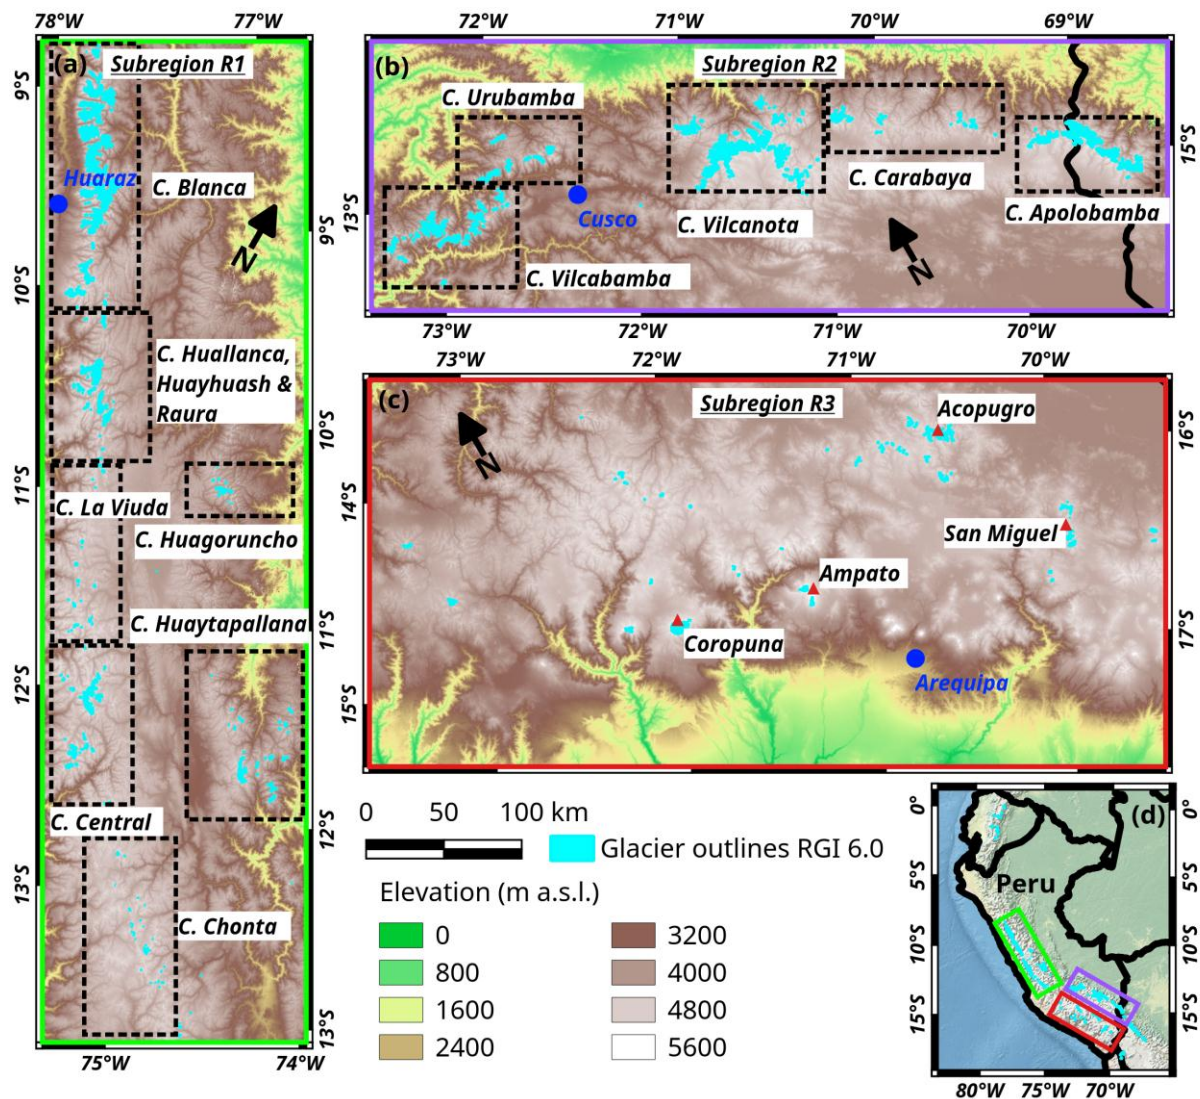 78°W
77°W
(a)
Subregion R1
9°S
Huaraz
C. Blanca
9°S
N
10°S
C. Huallanca,
Huayhuash &
Raura
10°S
11°S
C. La Viuda
C. Huagoruncho
C. Huaytapallana
11°S
12°S
C. Central
12°S
13°S
C. Chonta
13°S
75°W
74°W
72°W
71°W
70°W
69°W
(b)
Subregion R2
C. Urubamba
15°S
C. Carabaya
C. Apolobamba
13°S
Cusco
C. Vilcanota
N
C. Vilcabamba
73°W
72°W
71°W
70°W
73°W
72°W
71°W
70°W
(c)
Subregion R3
Acopugro
16°S
N
14°S
San Miguel
Ampato
Coropuna
17°S
Arequipa
15°S
0
50
100 km
Glacier outlines RGI 6.0
Elevation (m a.s.l.)
0
800
1600
2400
3200
4000
4800
5600
(d)
0°
0°
Peru
5°S
5°S
10°S
10°S
15°S
15°S
80°W
75°W
70°W